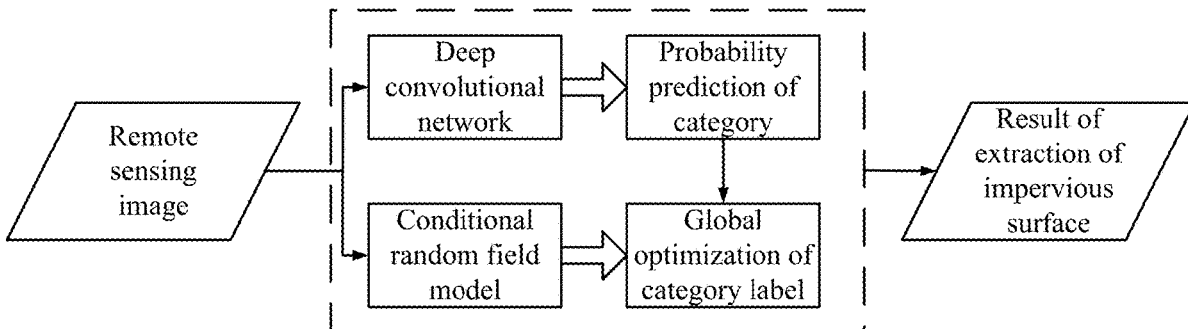 Remote
sensing
image
Deep
convolutional
network
Probability
prediction of
category
Conditional
random field
model
Global
optimization of
category label
Result of
extraction of
impervious
surface